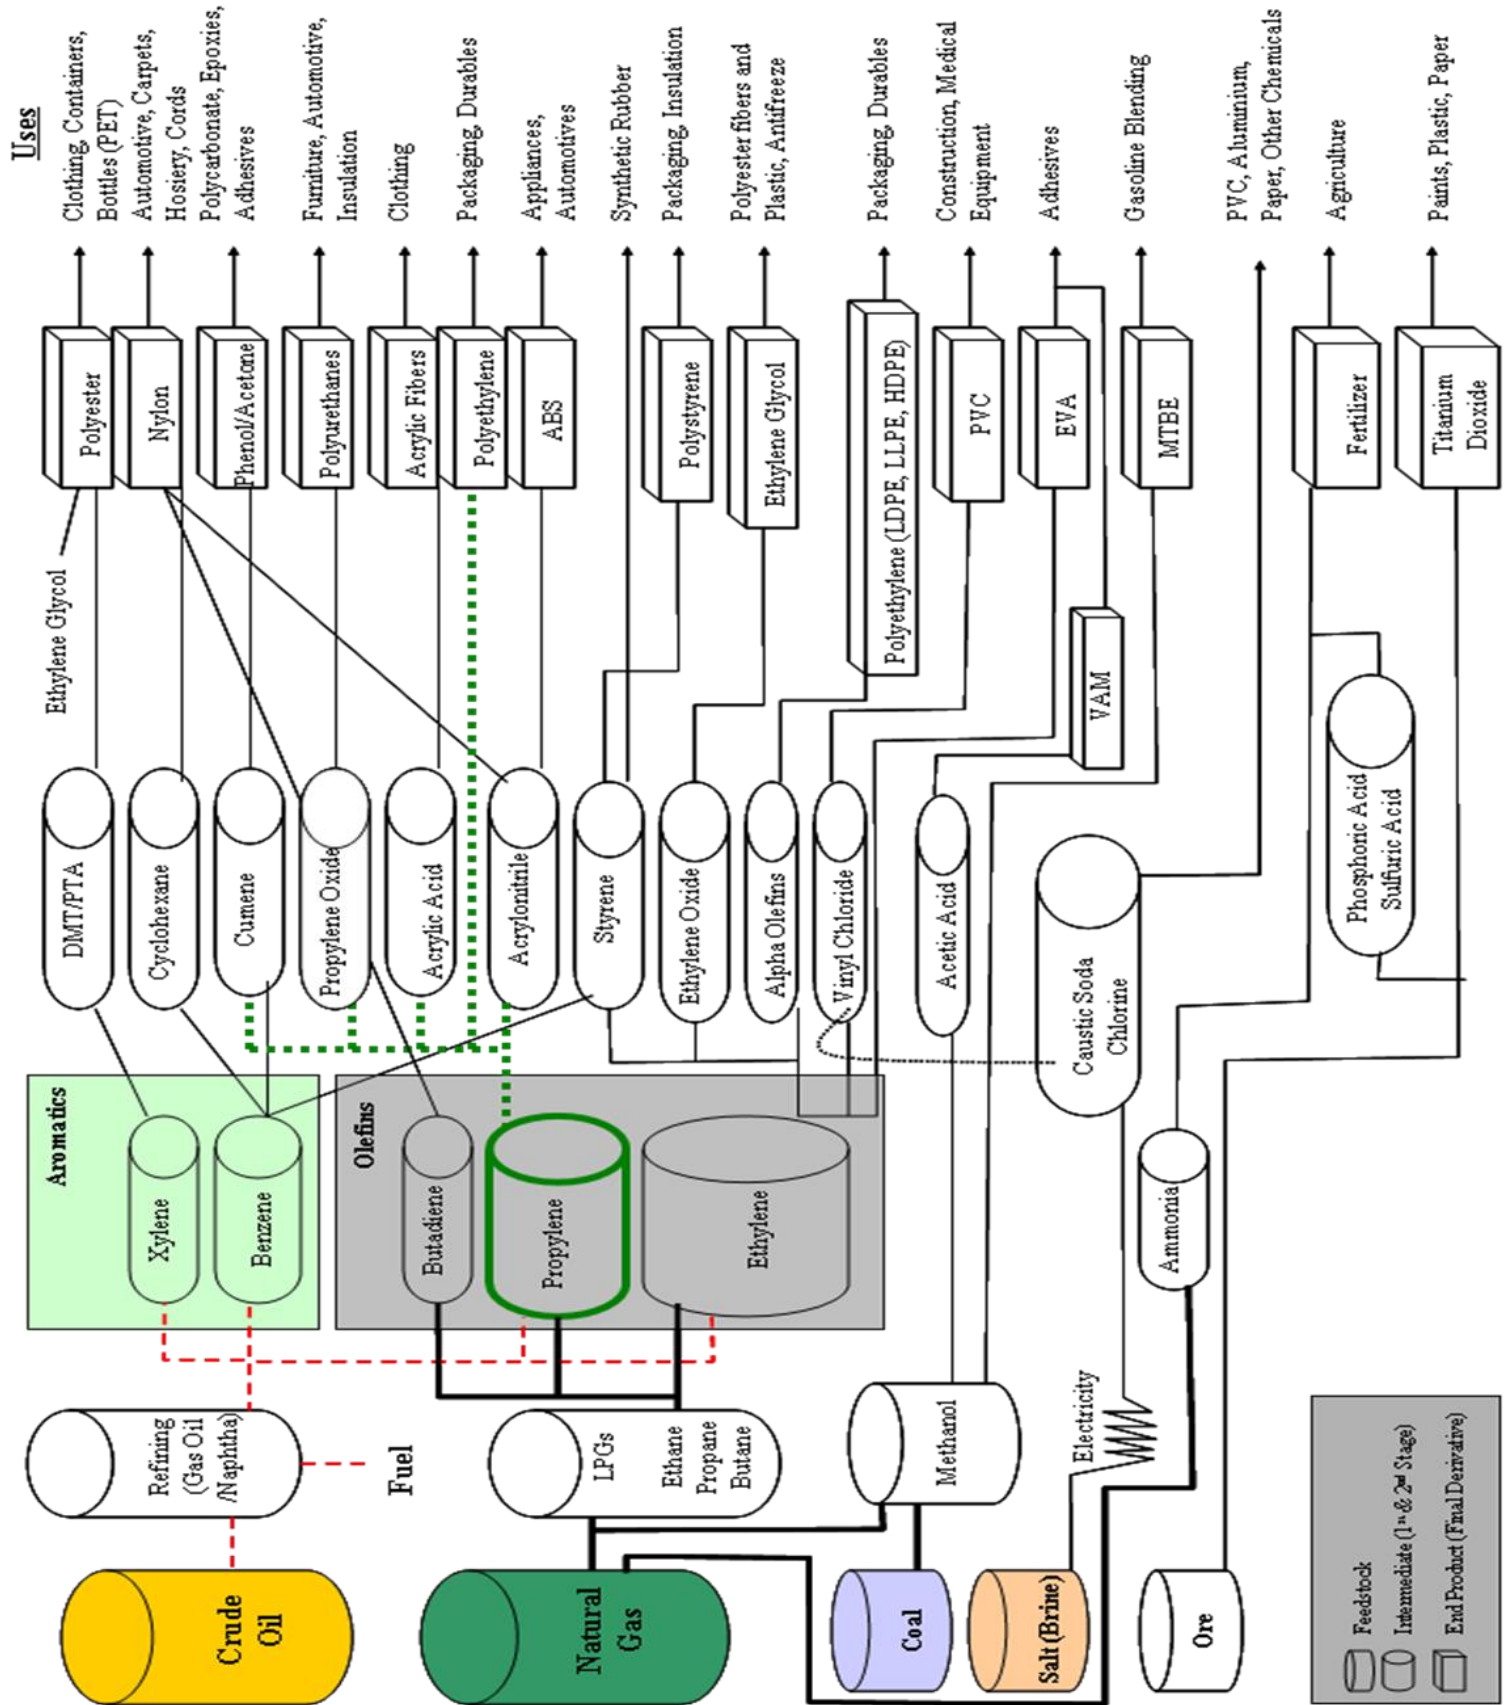 Uses
Clothing, Containers,
Bottles (PET)
Automotive, Carpets,
Hosiery, Cords
Polycarbonate, Epoxies,
Adhesives
Furniture, Automotive,
Insulation
Clothing
Packaging, Durables
Appliances,
Automotives
Synthetic Rubber
Packaging, Insulation
Polyester fibers and
Plastic, Antifreeze
Packaging, Durables
Construction, Medical
Equipment
Adhesives
Gasoline Blending
PVC, Aluminium,
Paper, Other Chemicals
Agriculture
Paints, Plastic, Paper
Polyester
Nylon
Phenol/Acetone
Polyurethanes
Acrylic Fibers
Polyethylene
ABS
Polystyrene
Ethylene Glycol
Polyethylene (LDPE, LLPE, HDPE)
PVC
EVA
MTBE
Fertilizer
Titanium
Dioxide
Ethylene Glycol
VAM
DMT/PTA
Cyclohexane
Cumene
Propylene Oxide
Acrylic Acid
Acrylonitrile
Styrene
Ethylene Oxide
Alpha Olefins
Vinyl Chloride
Acetic Acid
Caustic Soda
Chlorine
Phosphoric Acid
Sulfuric Acid
Aromatics
Xylene
Benzene
Olefins
Butadiene
Propylene
Ethylene
Ammonia
Refining
(Gas Oil
/Naphtha)
Fuel
LPGs
Ethane
Propane
Butane
Methanol
Electricity
Crude
Oil
Natural
Gas
Coal
Salt (Brine)
Ore
Feedstock
Intermediate (1st & 2nd Stage)
End Product (Final Derivative)